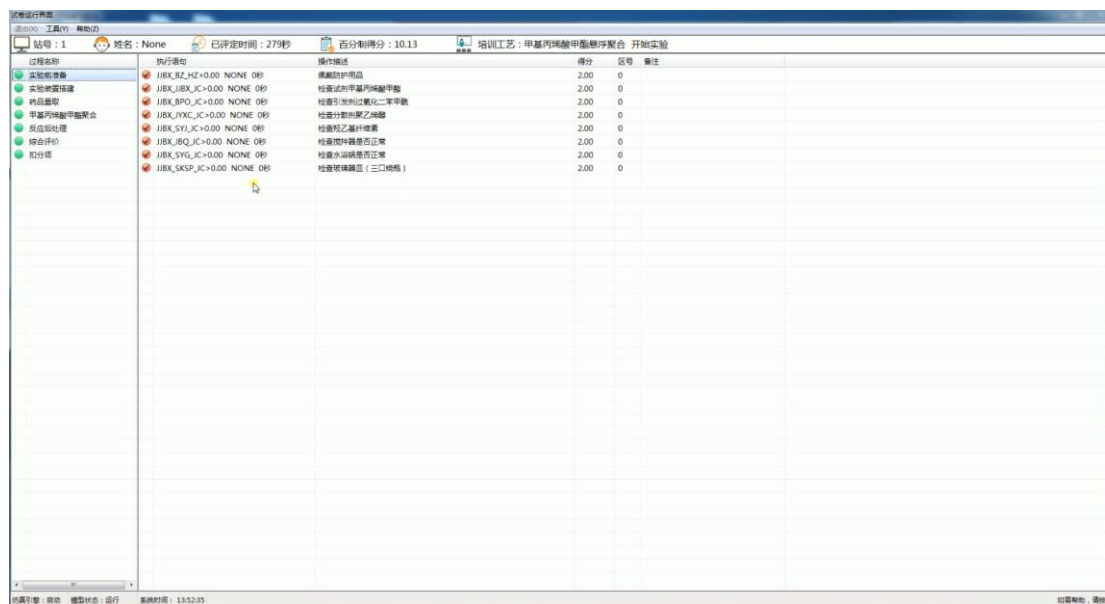 试卷运行界面
退出(X) 工具(Y) 帮助(Z)
站号：1 姓名：None 已评定时间：279秒 百分制得分：10.13 培训工艺：甲基丙烯酸甲酯悬浮聚合 开始实验
过程名称 执行语句 操作描述 得分 区号 备注
实验前准备 JJBX_BZ_HZ>0.00 NONE 0秒 佩戴防护用品 2.00 0
实验装置搭建 JJBX_JJBX_JC>0.00 NONE 0秒 检查试剂甲基丙烯酸甲酯 2.00 0
药品量取 JJBX_BPO_JC>0.00 NONE 0秒 检查引发剂过氧化二苯甲酰 2.00 0
甲基丙烯酸甲酯聚合 JJBX_JYXC_JC>0.00 NONE 0秒 检查分散剂聚乙烯醇 2.00 0
反应后处理 JJBX_SYJ_JC>0.00 NONE 0秒 检查羟乙基纤维素 2.00 0
综合评价 JJBX_JBQ_JC>0.00 NONE 0秒 检查搅拌器是否正常 2.00 0
扣分项 JJBX_SYG_JC>0.00 NONE 0秒 检查水浴锅是否正常 2.00 0
JJBX_SKSP_JC>0.00 NONE 0秒 检查玻璃器皿（三口烧瓶） 2.00 0
仿真引擎：启动 模型状态：运行 系统时间：13:52:35 如需帮助，请按